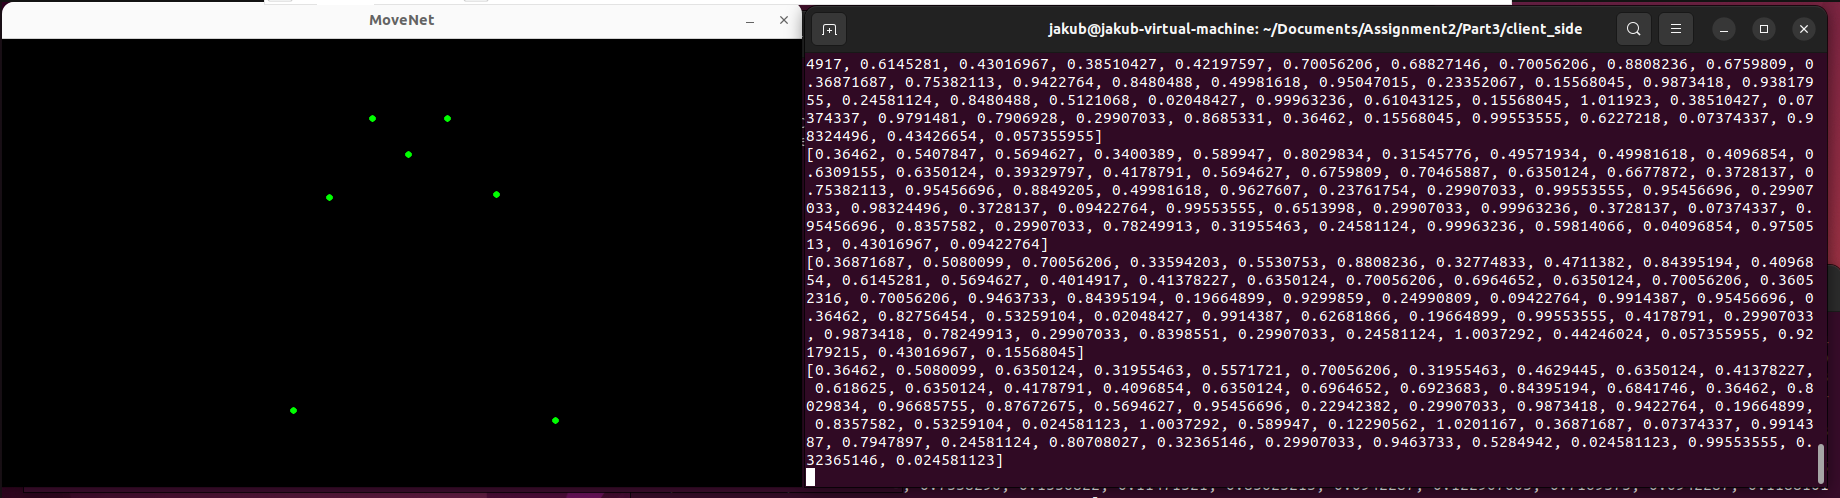 MoveNet
jakub@jakub-virtual-machine: ~/Documents/Assignment2/Part3/client_side
4917, 0.6145281, 0.43016967, 0.38510427, 0.42197597, 0.70056206, 0.68827146, 0.70056206, 0.8808236, 0.6759809, 0
.36871687, 0.75382113, 0.9422764, 0.8480488, 0.49981618, 0.95047015, 0.23352067, 0.15568045, 0.9873418, 0.938179
55, 0.24581124, 0.8480488, 0.5121068, 0.02048427, 0.99963236, 0.61043125, 0.15568045, 1.011923, 0.38510427, 0.07
374337, 0.9791481, 0.7906928, 0.29907033, 0.8685331, 0.36462, 0.15568045, 0.99553555, 0.6227218, 0.07374337, 0.9
8324496, 0.43426654, 0.057355955]
[0.36462, 0.5407847, 0.5694627, 0.3400389, 0.589947, 0.8029834, 0.31545776, 0.49571934, 0.49981618, 0.4096854, 0
.6309155, 0.6350124, 0.39329797, 0.4178791, 0.5694627, 0.6759809, 0.70465887, 0.6350124, 0.6677872, 0.3728137, 0
.75382113, 0.95456696, 0.8849205, 0.49981618, 0.9627607, 0.23761754, 0.29907033, 0.99553555, 0.95456696, 0.29907
033, 0.98324496, 0.3728137, 0.09422764, 0.99553555, 0.6513998, 0.29907033, 0.99963236, 0.3728137, 0.07374337, 0.
95456696, 0.8357582, 0.29907033, 0.78249913, 0.31955463, 0.24581124, 0.99963236, 0.59814066, 0.04096854, 0.97505
13, 0.43016967, 0.09422764]
[0.36871687, 0.5080099, 0.70056206, 0.33594203, 0.5530753, 0.8808236, 0.32774833, 0.4711382, 0.84395194, 0.40968
54, 0.6145281, 0.5694627, 0.4014917, 0.41378227, 0.6350124, 0.70056206, 0.6964652, 0.6350124, 0.70056206, 0.3605
2316, 0.70056206, 0.9463733, 0.84395194, 0.19664899, 0.9299859, 0.24990809, 0.09422764, 0.9914387, 0.95456696, 0
.36462, 0.82756454, 0.53259104, 0.02048427, 0.9914387, 0.62681866, 0.19664899, 0.99553555, 0.4178791, 0.29907033
, 0.9873418, 0.78249913, 0.29907033, 0.8398551, 0.29907033, 0.24581124, 1.0037292, 0.44246024, 0.057355955, 0.92
179215, 0.43016967, 0.15568045]
[0.36462, 0.5080099, 0.6350124, 0.31955463, 0.5571721, 0.70056206, 0.31955463, 0.4629445, 0.6350124, 0.41378227,
 0.618625, 0.6350124, 0.4178791, 0.4096854, 0.6350124, 0.6964652, 0.6923683, 0.84395194, 0.6841746, 0.36462, 0.8
029834, 0.96685755, 0.87672675, 0.5694627, 0.95456696, 0.22942382, 0.29907033, 0.9873418, 0.9422764, 0.19664899,
 0.8357582, 0.53259104, 0.024581123, 1.0037292, 0.589947, 0.12290562, 1.0201167, 0.36871687, 0.07374337, 0.99143
87, 0.7947897, 0.24581124, 0.80708027, 0.32365146, 0.29907033, 0.9463733, 0.5284942, 0.024581123, 0.99553555, 0.
32365146, 0.024581123]